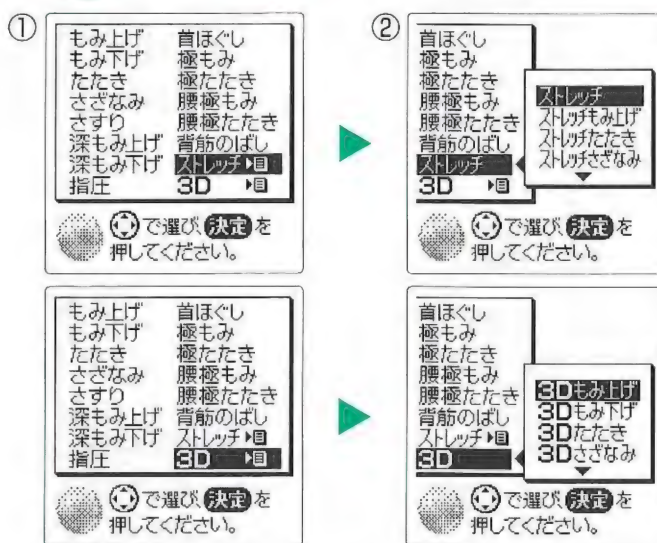 ①
もみ上げ 首ほぐし
もみ下げ 極もみ
たたき 極たたき
さざなみ 腰極もみ
さすり 腰極たたき
深もみ上げ 背筋のばし
深もみ下げ ストレッチ
指圧 3D
で選び、決定を
押してください。
②
首ほぐし
極もみ
極たたき
腰極もみ
腰極たたき
背筋のばし
ストレッチ
3D
ストレッチ
ストレッチもみ上げ
ストレッチたたき
ストレッチさざなみ
で選び、決定を
押してください。
もみ上げ 首ほぐし
もみ下げ 極もみ
たたき 極たたき
さざなみ 腰極もみ
さすり 腰極たたき
深もみ上げ 背筋のばし
深もみ下げ ストレッチ
指圧 3D
で選び、決定を
押してください。
首ほぐし
極もみ
極たたき
腰極もみ
腰極たたき
背筋のばし
ストレッチ
3D
3Dもみ上げ
3Dもみ下げ
3Dたたき
3Dさざなみ
で選び、決定を
押してください。